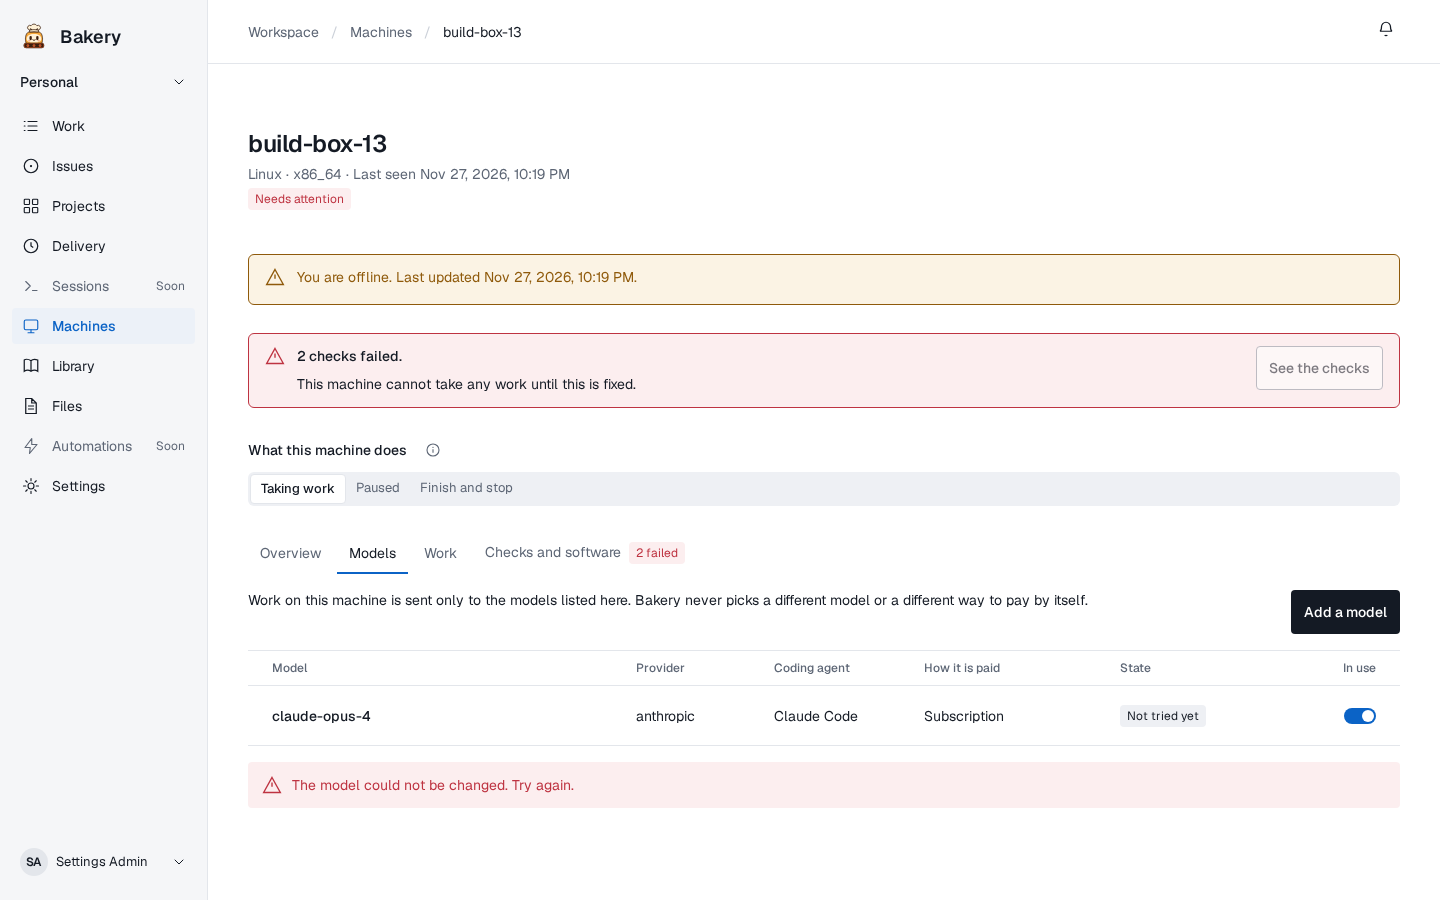 Bakery
Personal
Work
Issues
Projects
Delivery
Sessions Soon
Machines
Library
Files
Automations Soon
Settings
SA Settings Admin
Workspace / Machines / build-box-13
build-box-13
Linux · x86_64 · Last seen Nov 27, 2026, 10:19 PM
Needs attention
You are offline. Last updated Nov 27, 2026, 10:19 PM.
2 checks failed.
This machine cannot take any work until this is fixed.
See the checks
What this machine does
Taking work Paused Finish and stop
Overview Models Work Checks and software 2 failed
Work on this machine is sent only to the models listed here. Bakery never picks a different model or a different way to pay by itself.
Add a model
Model Provider Coding agent How it is paid State In use
claude-opus-4 anthropic Claude Code Subscription Not tried yet
The model could not be changed. Try again.